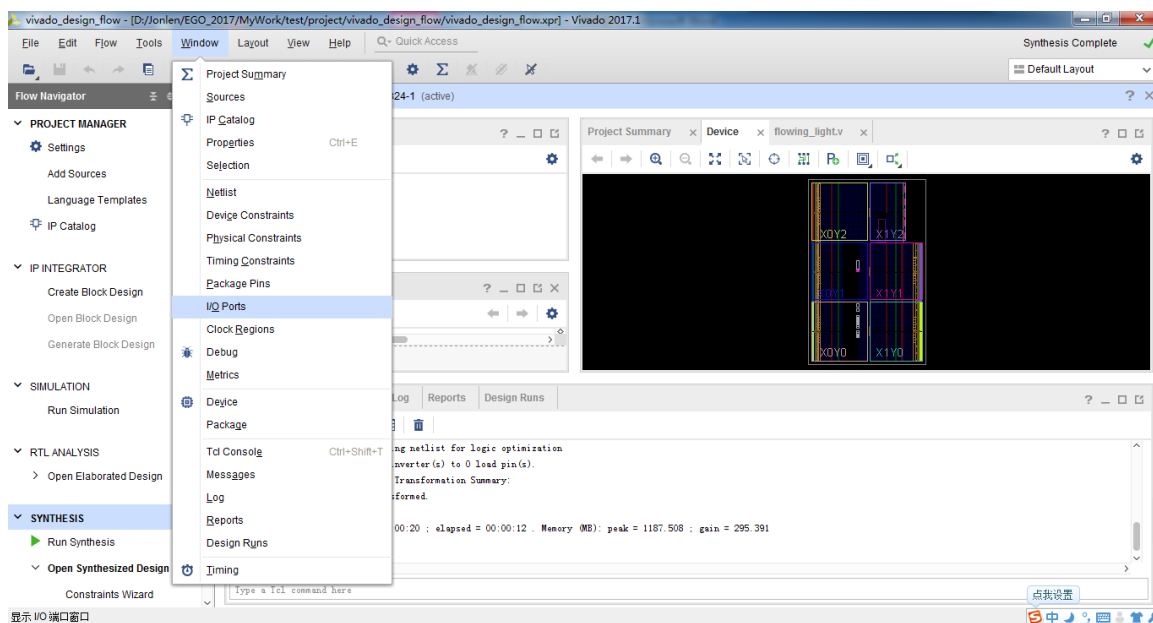 vivado_design_flow - [D:/Jonlen/EGO_2017/MyWork/test/project/vivado_design_flow/vivado_design_flow.xpr] - Vivado 2017.1
File Edit Flow Tools Window Layout View Help Quick Access
Synthesis Complete
Default Layout
Flow Navigator
PROJECT MANAGER
Settings
Add Sources
Language Templates
IP Catalog
IP INTEGRATOR
Create Block Design
Open Block Design
Generate Block Design
SIMULATION
Run Simulation
RTL ANALYSIS
Open Elaborated Design
SYNTHESIS
Run Synthesis
Open Synthesized Design
Constraints Wizard
Project Summary
Sources
IP Catalog
Properties Ctrl+E
Selection
Netlist
Device Constraints
Physical Constraints
Timing Constraints
Package Pins
I/O Ports
Clock Regions
Debug
Metrics
Device
Package
Tcl Console Ctrl+Shift+T
Messages
Log
Reports
Design Runs
Timing
24-1 (active)
Project Summary Device flowing_light.v
X0Y2 X1Y2
X0Y1 X1Y1
X0Y0 X1Y0
Log Reports Design Runs
ng netlist for logic optimization
nverter(s) to 0 load pin(s).
Transformation Summary:
sformed.
00:20 ; elapsed = 00:00:12 . Memory (MB): peak = 1187.508 ; gain = 295.391
Type a Tcl command here
点我设置
显示 I/O 端口窗口
中